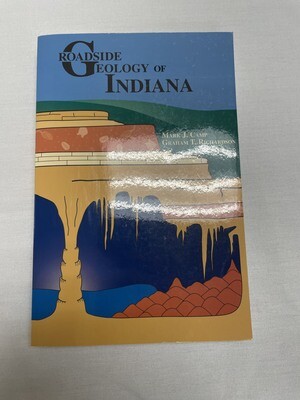 ROADSIDE
GEOLOGY OF
INDIANA
MARK J. CAMP
GRAHAM T. RICHARDSON